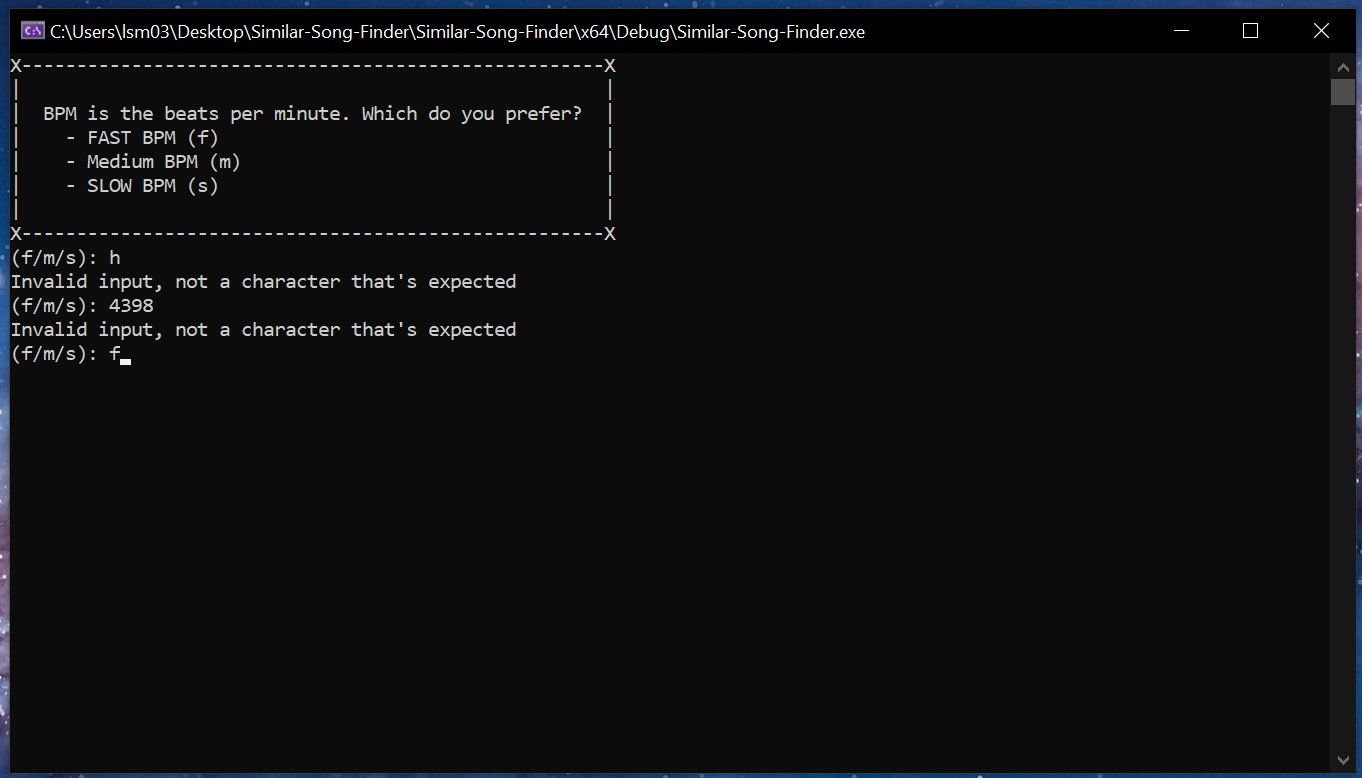 C:\Users\lsm03\Desktop\Similar-Song-Finder\Similar-Song-Finder\x64\Debug\Similar-Song-Finder.exe
X-----------------------------------------------------X
|                                                     |
|  BPM is the beats per minute. Which do you prefer?  |
|    - FAST BPM (f)                                   |
|    - Medium BPM (m)                                 |
|    - SLOW BPM (s)                                   |
|                                                     |
X-----------------------------------------------------X
(f/m/s): h
Invalid input, not a character that's expected
(f/m/s): 4398
Invalid input, not a character that's expected
(f/m/s): f